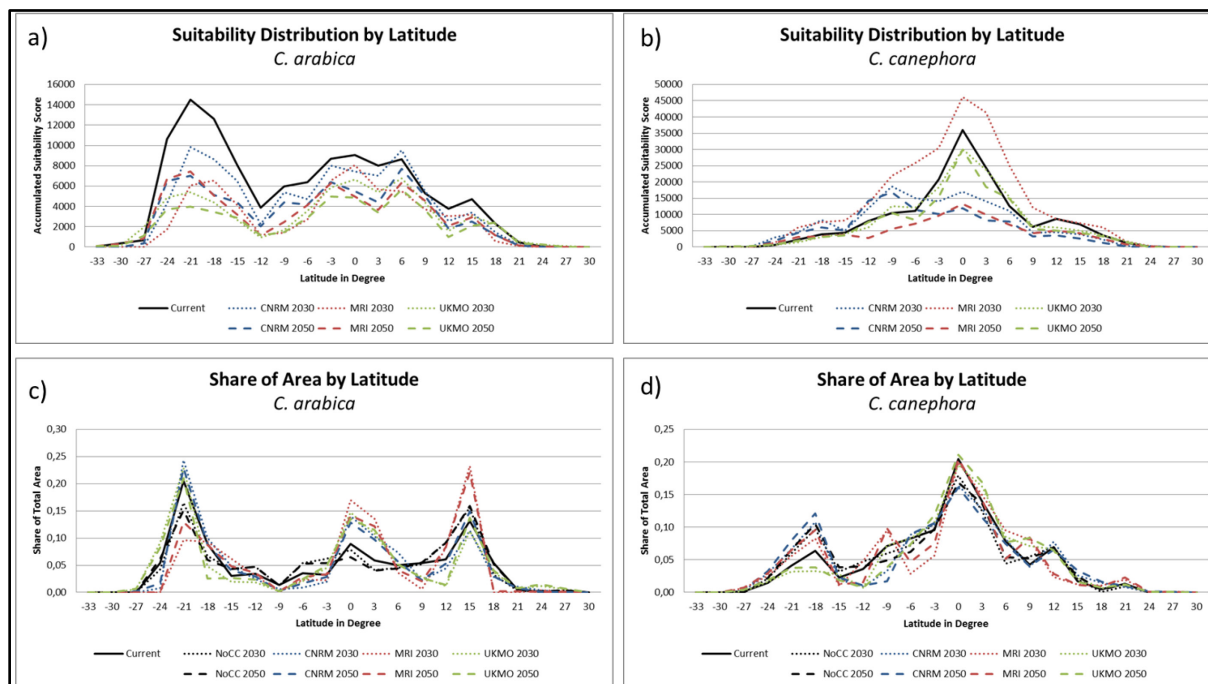 a)
Suitability Distribution by Latitude
C. arabica
Accumulated Suitability Score
16000
14000
12000
10000
8000
6000
4000
2000
0
-33 -30 -27 -24 -21 -18 -15 -12 -9 -6 -3 0 3 6 9 12 15 18 21 24 27 30
Latitude in Degree
Current CNRM 2030 MRI 2030 UKMO 2030
CNRM 2050 MRI 2050 UKMO 2050
b)
Suitability Distribution by Latitude
C. canephora
Accumulated Suitability Score
50000
45000
40000
35000
30000
25000
20000
15000
10000
5000
0
-33 -30 -27 -24 -21 -18 -15 -12 -9 -6 -3 0 3 6 9 12 15 18 21 24 27 30
Latitude in Degree
Current CNRM 2030 MRI 2030 UKMO 2030
CNRM 2050 MRI 2050 UKMO 2050
c)
Share of Area by Latitude
C. arabica
Share of Total Area
0,30
0,25
0,20
0,15
0,10
0,05
0,00
-33 -30 -27 -24 -21 -18 -15 -12 -9 -6 -3 0 3 6 9 12 15 18 21 24 27 30
Latitude in Degree
Current NoCC 2030 CNRM 2030 MRI 2030 UKMO 2030
NoCC 2050 CNRM 2050 MRI 2050 UKMO 2050
d)
Share of Area by Latitude
C. canephora
Share of Total Area
0,25
0,20
0,15
0,10
0,05
0,00
-33 -30 -27 -24 -21 -18 -15 -12 -9 -6 -3 0 3 6 9 12 15 18 21 24 27 30
Latitude in Degree
Current NoCC 2030 CNRM 2030 MRI 2030 UKMO 2030
NoCC 2050 CNRM 2050 MRI 2050 UKMO 2050